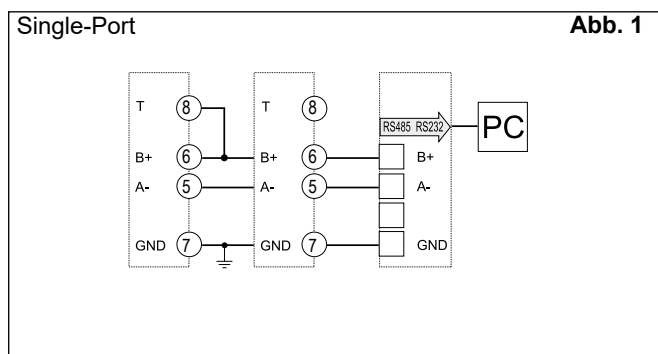 Single-Port Abb. 1
T 8 T 8
RS485 RS232 PC
B+ 6 B+ 6 B+
A- 5 A- 5 A-
GND 7 GND 7 GND